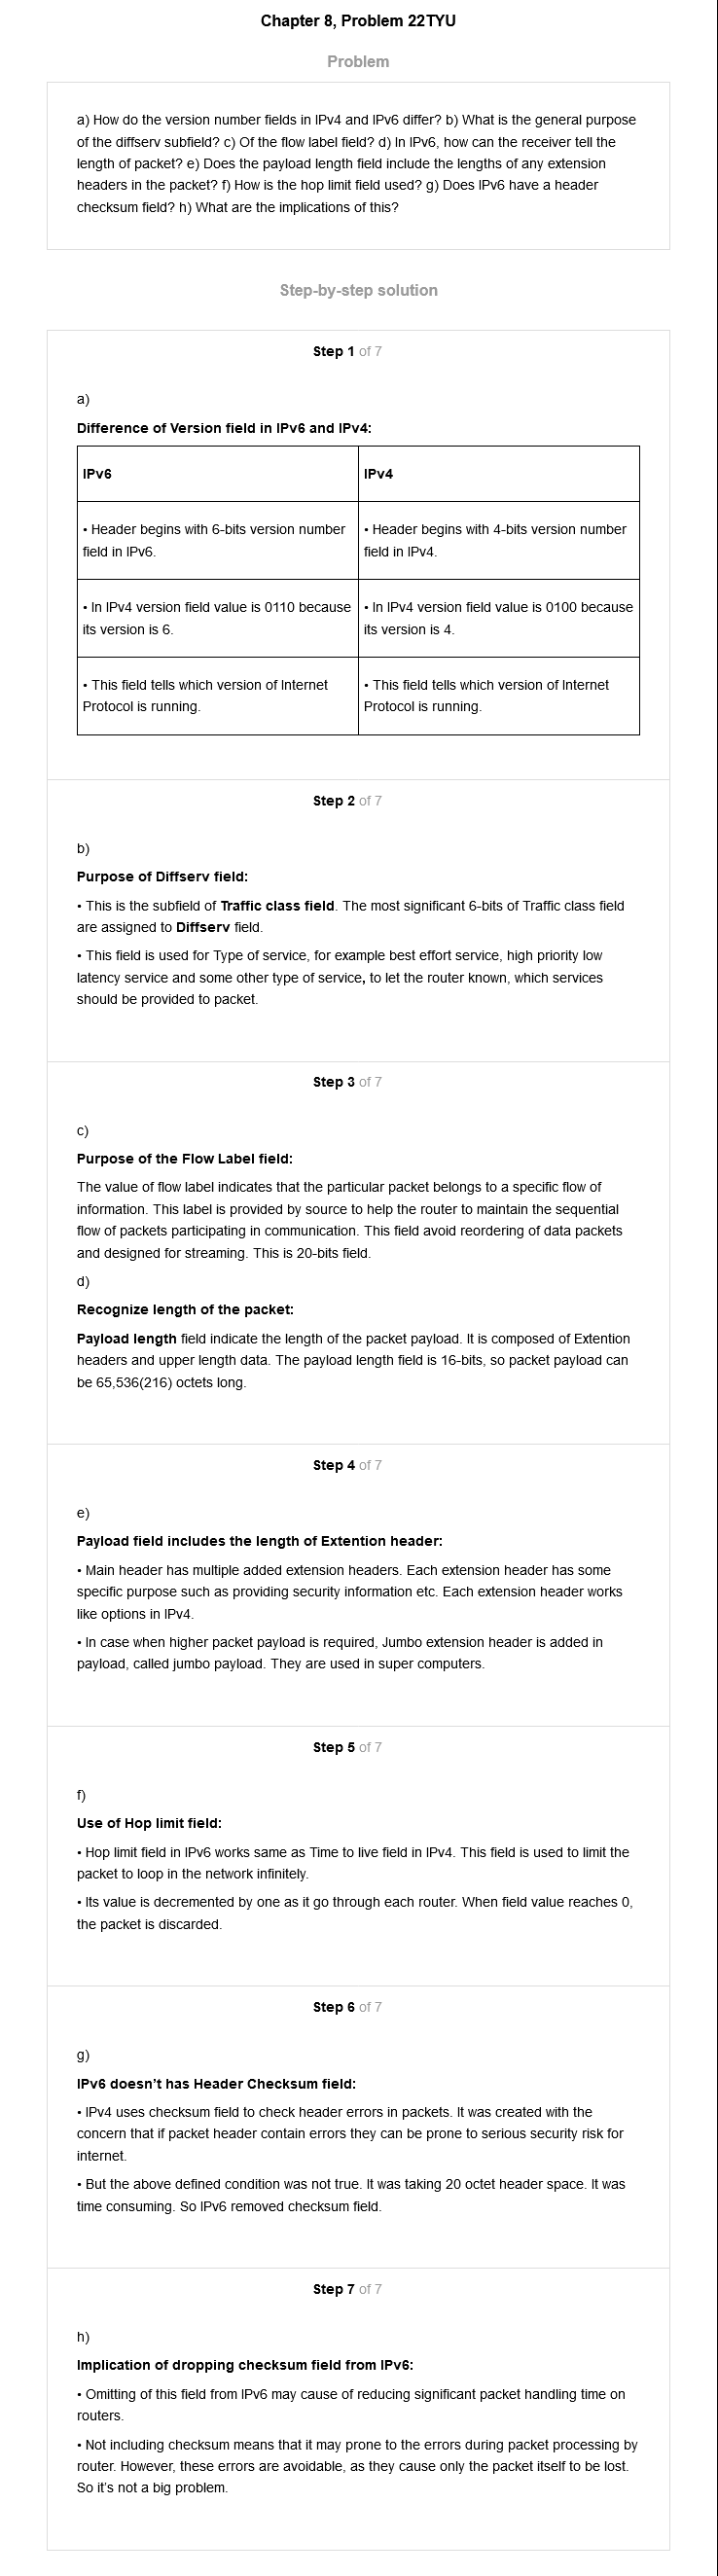 Chapter 8, Problem 22TYU
Problem
a) How do the version number fields in IPv4 and IPv6 differ? b) What is the general purpose
of the diffserv subfield? c) Of the flow label field? d) In IPv6, how can the receiver tell the
length of packet? e) Does the payload length field include the lengths of any extension
headers in the packet? f) How is the hop limit field used? g) Does IPv6 have a header
checksum field? h) What are the implications of this?
Step-by-step solution
Step 1 of 7
a)
Difference of Version field in IPv6 and IPv4:
IPv6
IPv4
• Header begins with 6-bits version number
field in IPv6.
• Header begins with 4-bits version number
field in IPv4.
• In IPv4 version field value is 0110 because
its version is 6.
• In IPv4 version field value is 0100 because
its version is 4.
• This field tells which version of Internet
Protocol is running.
• This field tells which version of Internet
Protocol is running.
Step 2 of 7
b)
Purpose of Diffserv field:
• This is the subfield of Traffic class field. The most significant 6-bits of Traffic class field
are assigned to Diffserv field.
• This field is used for Type of service, for example best effort service, high priority low
latency service and some other type of service, to let the router known, which services
should be provided to packet.
Step 3 of 7
c)
Purpose of the Flow Label field:
The value of flow label indicates that the particular packet belongs to a specific flow of
information. This label is provided by source to help the router to maintain the sequential
flow of packets participating in communication. This field avoid reordering of data packets
and designed for streaming. This is 20-bits field.
d)
Recognize length of the packet:
Payload length field indicate the length of the packet payload. It is composed of Extention
headers and upper length data. The payload length field is 16-bits, so packet payload can
be 65,536(216) octets long.
Step 4 of 7
e)
Payload field includes the length of Extention header:
• Main header has multiple added extension headers. Each extension header has some
specific purpose such as providing security information etc. Each extension header works
like options in IPv4.
• In case when higher packet payload is required, Jumbo extension header is added in
payload, called jumbo payload. They are used in super computers.
Step 5 of 7
f)
Use of Hop limit field:
• Hop limit field in IPv6 works same as Time to live field in IPv4. This field is used to limit the
packet to loop in the network infinitely.
• Its value is decremented by one as it go through each router. When field value reaches 0,
the packet is discarded.
Step 6 of 7
g)
IPv6 doesn't has Header Checksum field:
• IPv4 uses checksum field to check header errors in packets. It was created with the
concern that if packet header contain errors they can be prone to serious security risk for
internet.
• But the above defined condition was not true. It was taking 20 octet header space. It was
time consuming. So IPv6 removed checksum field.
Step 7 of 7
h)
Implication of dropping checksum field from IPv6:
• Omitting of this field from IPv6 may cause of reducing significant packet handling time on
routers.
• Not including checksum means that it may prone to the errors during packet processing by
router. However, these errors are avoidable, as they cause only the packet itself to be lost.
So it's not a big problem.